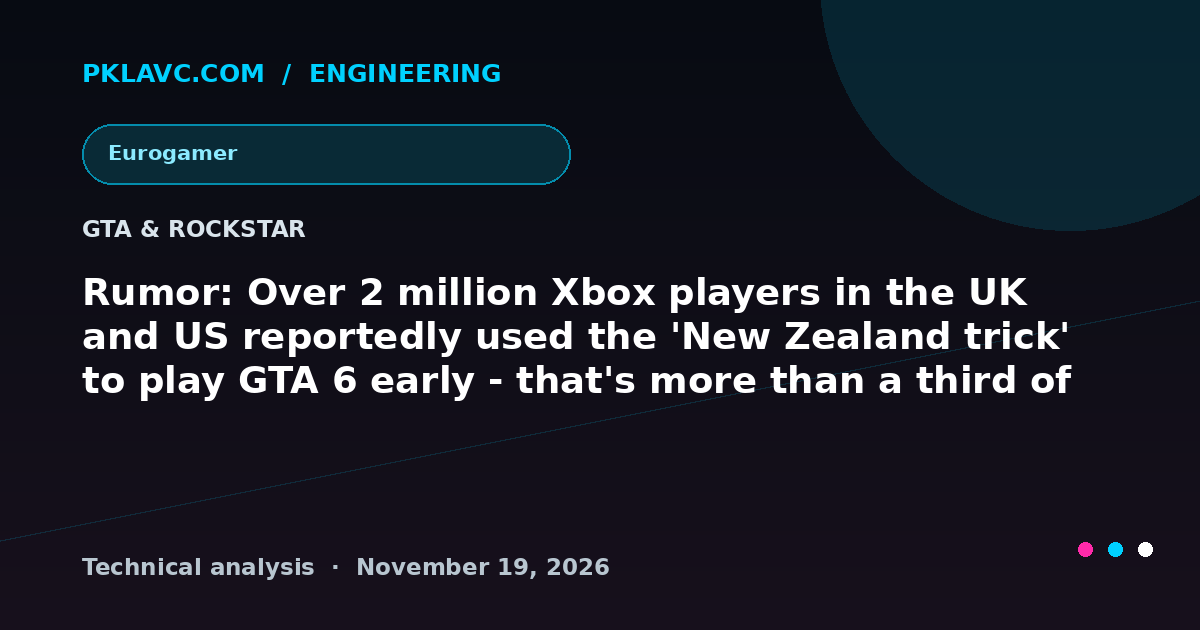 PKLAVC.COM / ENGINEERING
Eurogamer
GTA & ROCKSTAR
Rumor: Over 2 million Xbox players in the UK
and US reportedly used the 'New Zealand trick'
to play GTA 6 early - that's more than a third of
Technical analysis · November 19, 2026